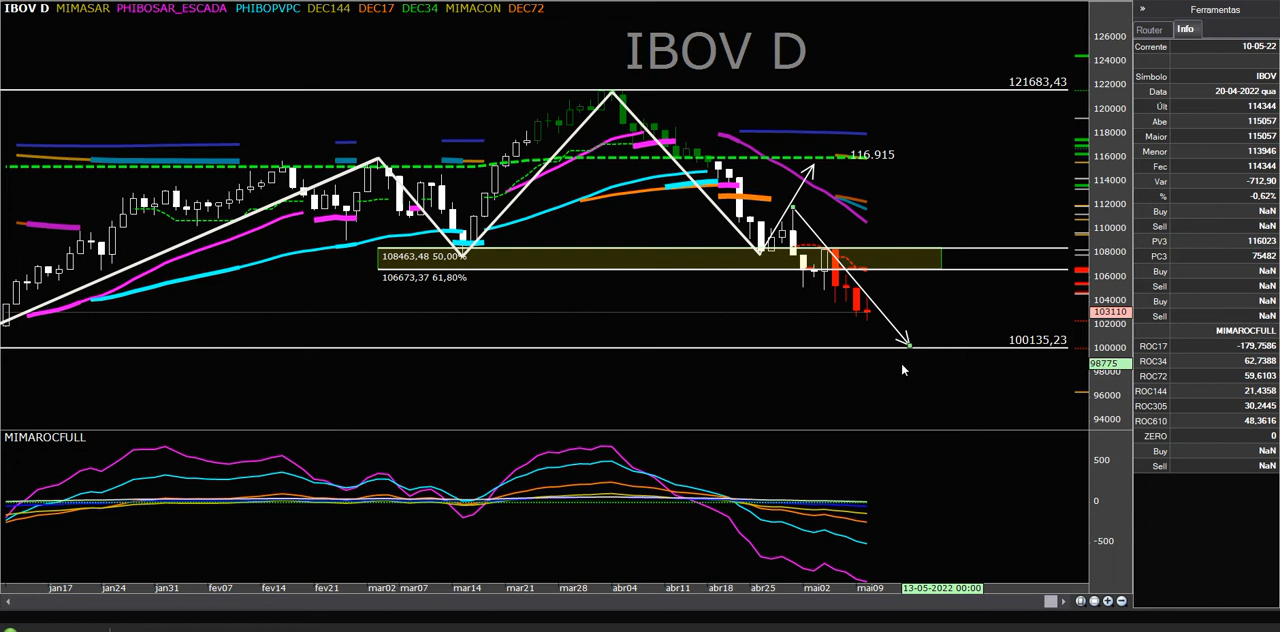 IBOV D MIMASAR PHIBOSAR_ESCADA PHIBOPVPC DEC144 DEC17 DEC34 MIMACON DEC72
IBOV D
121683,43
116.915
108463,48 50,00%
106673,37 61,80%
100135,23
126000
124000
122000
120000
118000
116000
114000
112000
110000
108000
106000
104000
103110
102000
100000
98775
98000
96000
94000
MIMAROCFULL
500
0
-500
jan17 jan24 jan31 fev07 fev14 fev21 mar02 mar07 mar14 mar21 mar28 abr04 abr11 abr18 abr25 mai02 mai09 13-05-2022 00:00
» Ferramentas
Router Info
Corrente 10-05-22
Símbolo IBOV
Data 20-04-2022 qua
Últ 114344
Abe 115057
Maior 115057
Menor 113946
Fec 114344
Var -712,90
% -0,62%
Buy NaN
Sell NaN
PV3 116023
PC3 75482
Buy NaN
Sell NaN
Buy NaN
Sell NaN
Buy NaN
Sell NaN
MIMAROCFULL
ROC17 -179,7586
ROC34 62,7388
ROC72 59,6103
ROC144 21,4358
ROC305 30,2445
ROC610 48,3616
ZERO 0
Buy NaN
Sell NaN